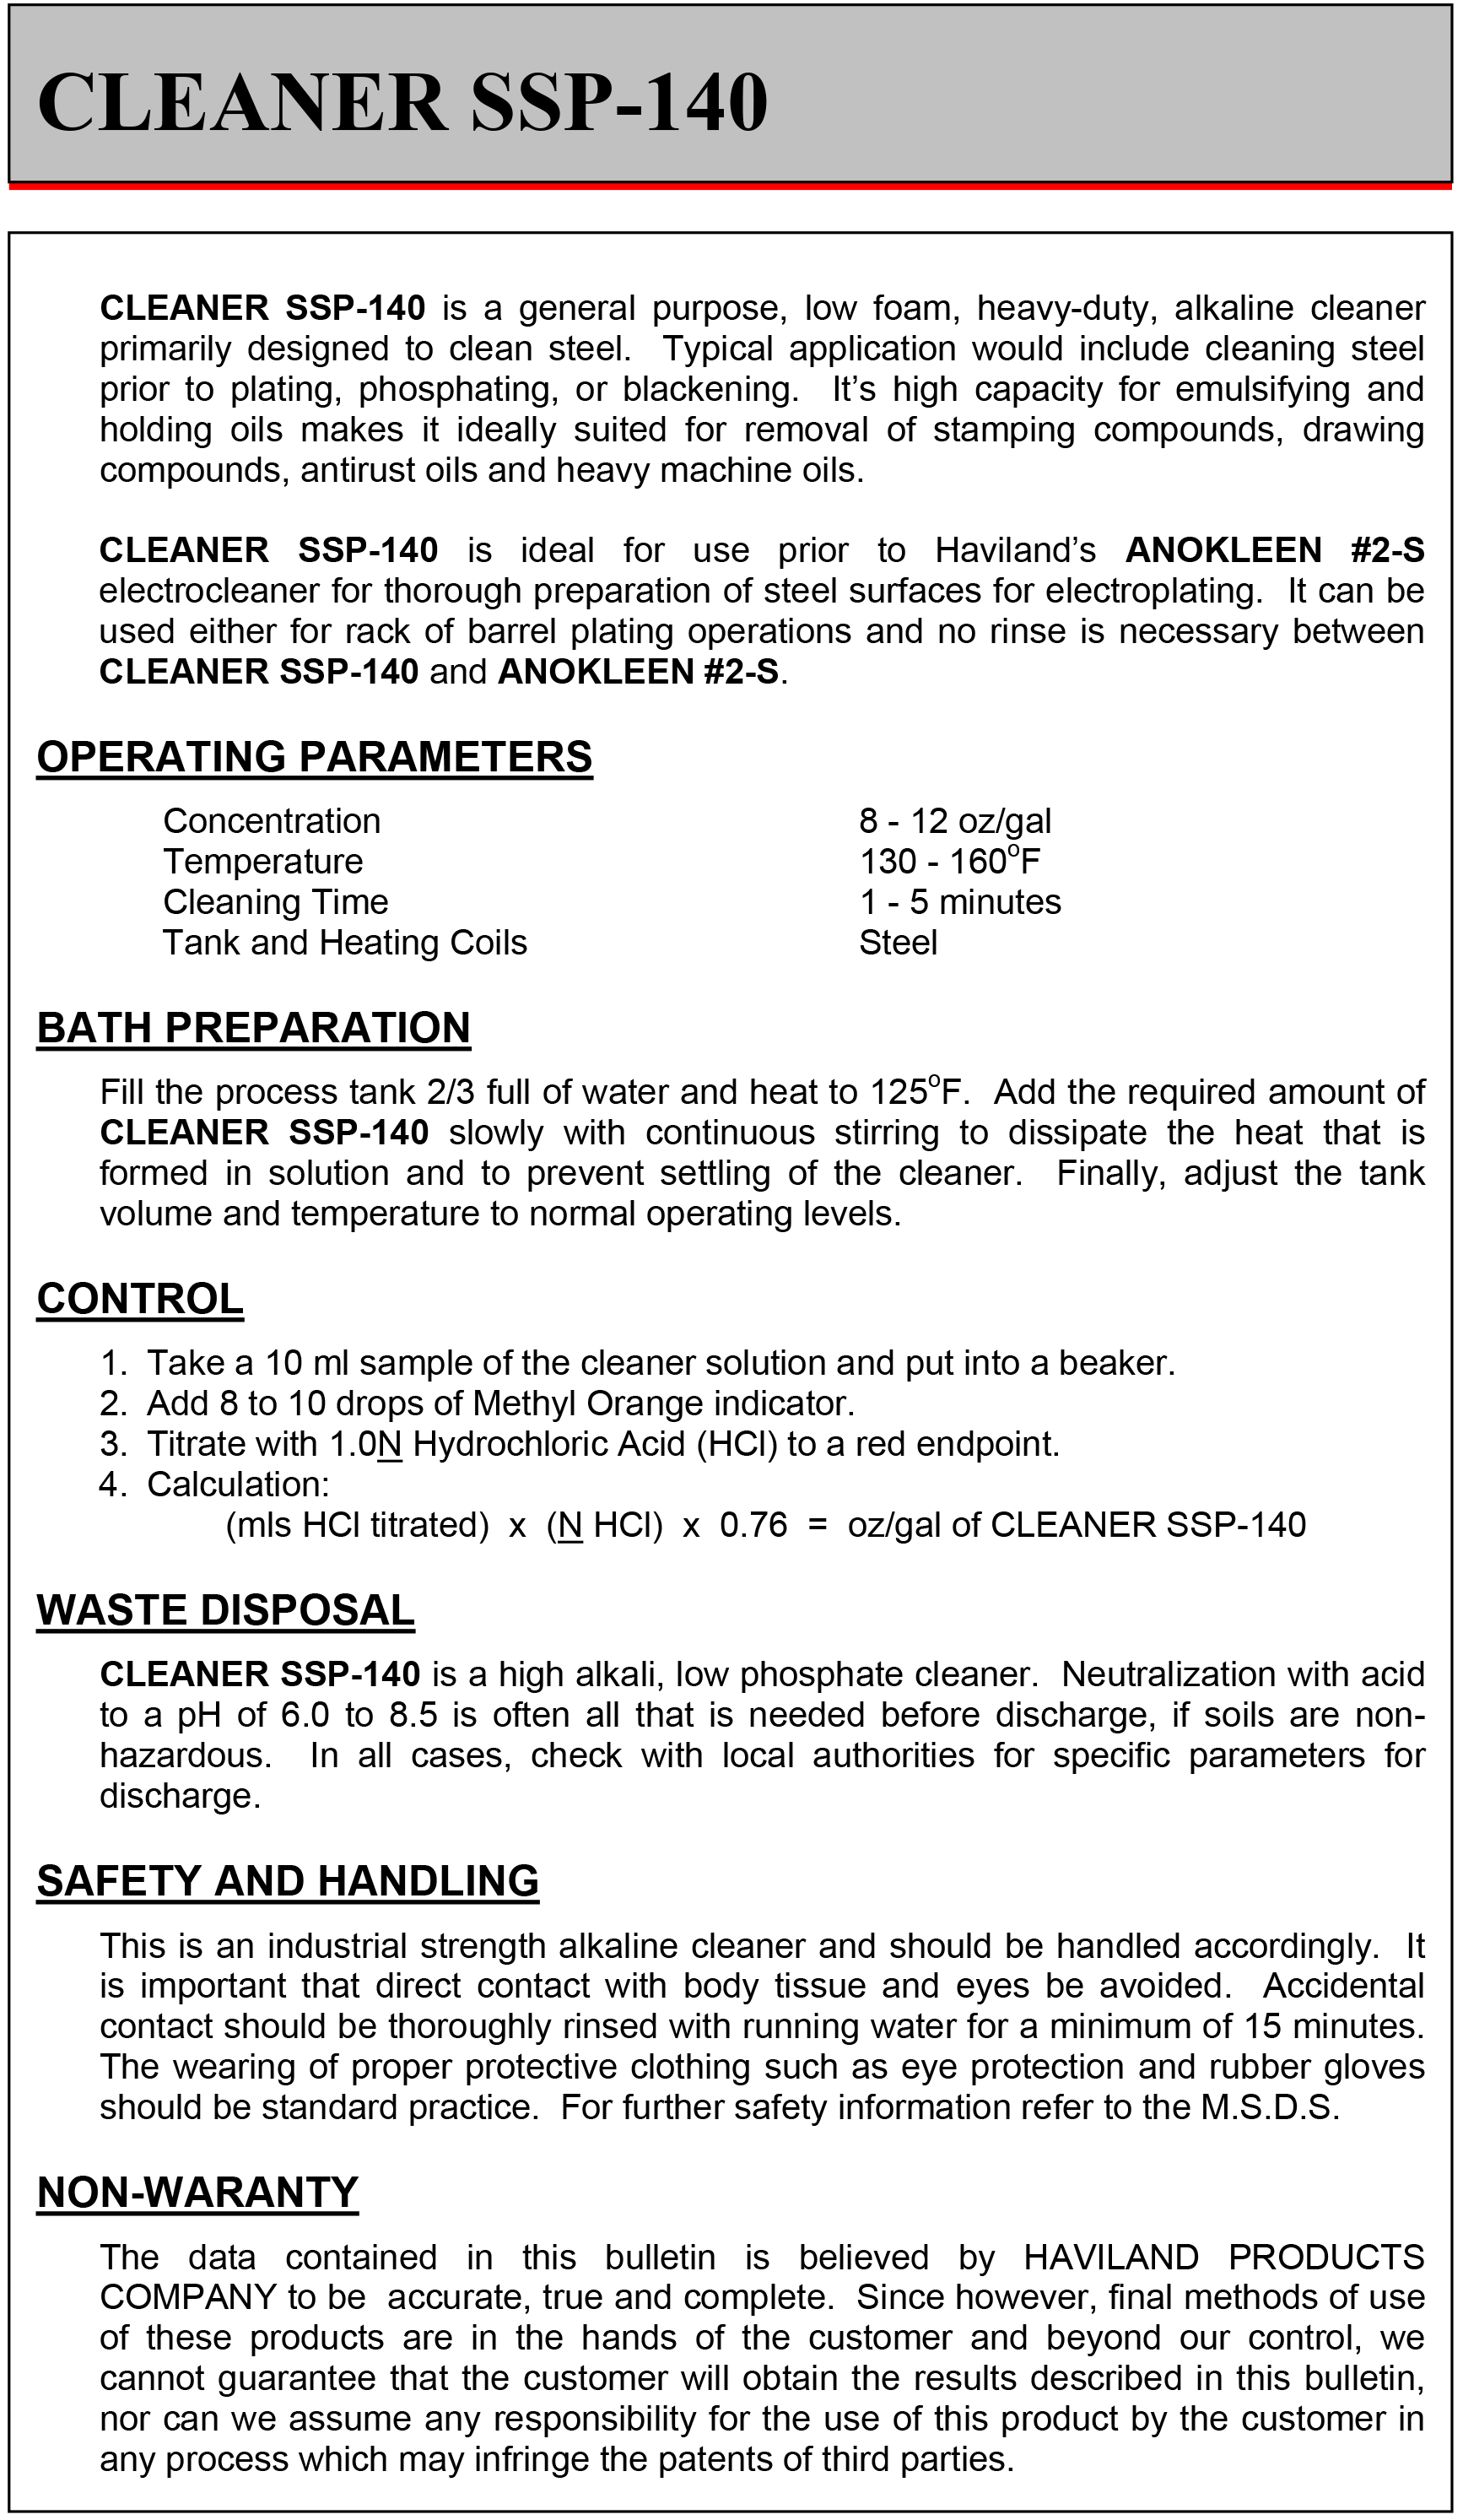 CLEANER SSP-140
CLEANER SSP-140 is a general purpose, low foam, heavy-duty, alkaline cleaner
primarily designed to clean steel. Typical application would include cleaning steel
prior to plating, phosphating, or blackening. It’s high capacity for emulsifying and
holding oils makes it ideally suited for removal of stamping compounds, drawing
compounds, antirust oils and heavy machine oils.
CLEANER SSP-140 is ideal for use prior to Haviland’s ANOKLEEN #2-S
electrocleaner for thorough preparation of steel surfaces for electroplating. It can be
used either for rack of barrel plating operations and no rinse is necessary between
CLEANER SSP-140 and ANOKLEEN #2-S.
OPERATING PARAMETERS
Concentration 8 - 12 oz/gal
Temperature 130 - 160oF
Cleaning Time 1 - 5 minutes
Tank and Heating Coils Steel
BATH PREPARATION
Fill the process tank 2/3 full of water and heat to 125oF. Add the required amount of
CLEANER SSP-140 slowly with continuous stirring to dissipate the heat that is
formed in solution and to prevent settling of the cleaner. Finally, adjust the tank
volume and temperature to normal operating levels.
CONTROL
1. Take a 10 ml sample of the cleaner solution and put into a beaker.
2. Add 8 to 10 drops of Methyl Orange indicator.
3. Titrate with 1.0N Hydrochloric Acid (HCl) to a red endpoint.
4. Calculation:
(mls HCl titrated) x (N HCl) x 0.76 = oz/gal of CLEANER SSP-140
WASTE DISPOSAL
CLEANER SSP-140 is a high alkali, low phosphate cleaner. Neutralization with acid
to a pH of 6.0 to 8.5 is often all that is needed before discharge, if soils are non-
hazardous. In all cases, check with local authorities for specific parameters for
discharge.
SAFETY AND HANDLING
This is an industrial strength alkaline cleaner and should be handled accordingly. It
is important that direct contact with body tissue and eyes be avoided. Accidental
contact should be thoroughly rinsed with running water for a minimum of 15 minutes.
The wearing of proper protective clothing such as eye protection and rubber gloves
should be standard practice. For further safety information refer to the M.S.D.S.
NON-WARANTY
The data contained in this bulletin is believed by HAVILAND PRODUCTS
COMPANY to be accurate, true and complete. Since however, final methods of use
of these products are in the hands of the customer and beyond our control, we
cannot guarantee that the customer will obtain the results described in this bulletin,
nor can we assume any responsibility for the use of this product by the customer in
any process which may infringe the patents of third parties.